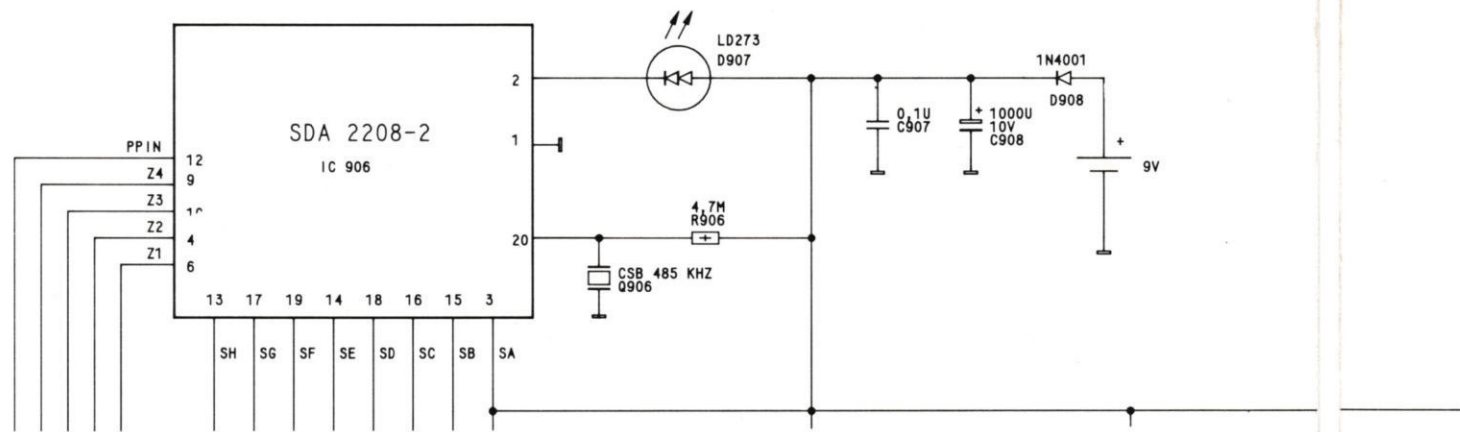 LD273
D907
1N4001
D908
2
SDA 2208-2
IC 906
1
0,1U
C907
+ 1000U
10V
C908
+
9V
PPIN
12
Z4
9
Z3
Z2
4
Z1
6
4,7M
R906
20
CSB 485 KHZ
Q906
13 17 19 14 18 16 15 3
SH SG SF SE SD SC SB SA